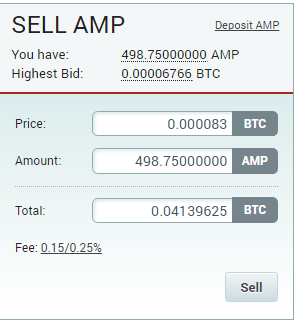 SELL AMP Deposit AMP
You have: 498.75000000 AMP
Highest Bid: 0.00006766 BTC
Price: 0.000083 BTC
Amount: 498.75000000 AMP
Total: 0.04139625 BTC
Fee: 0.15/0.25%
Sell